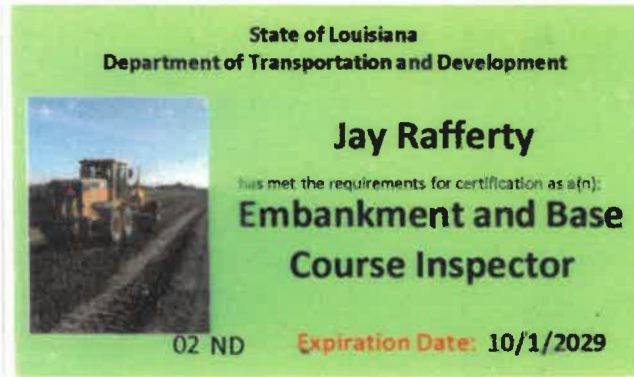 State of Louisiana
Department of Transportation and Development
Jay Rafferty
has met the requirements for certification as a(n):
Embankment and Base
Course Inspector
02 ND Expiration Date: 10/1/2029